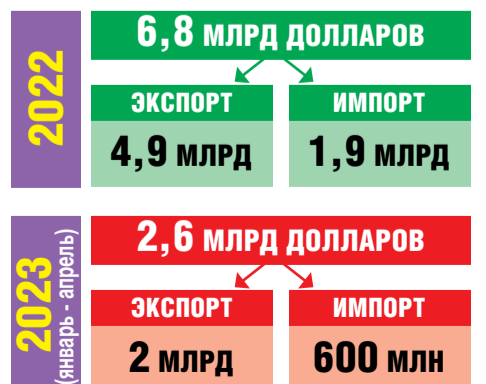 2022
6,8 МЛРД ДОЛЛАРОВ
ЭКСПОРТ
ИМПОРТ
4,9 МЛРД
1,9 МЛРД
2023
(январь - апрель)
2,6 МЛРД ДОЛЛАРОВ
ЭКСПОРТ
ИМПОРТ
2 МЛРД
600 МЛН